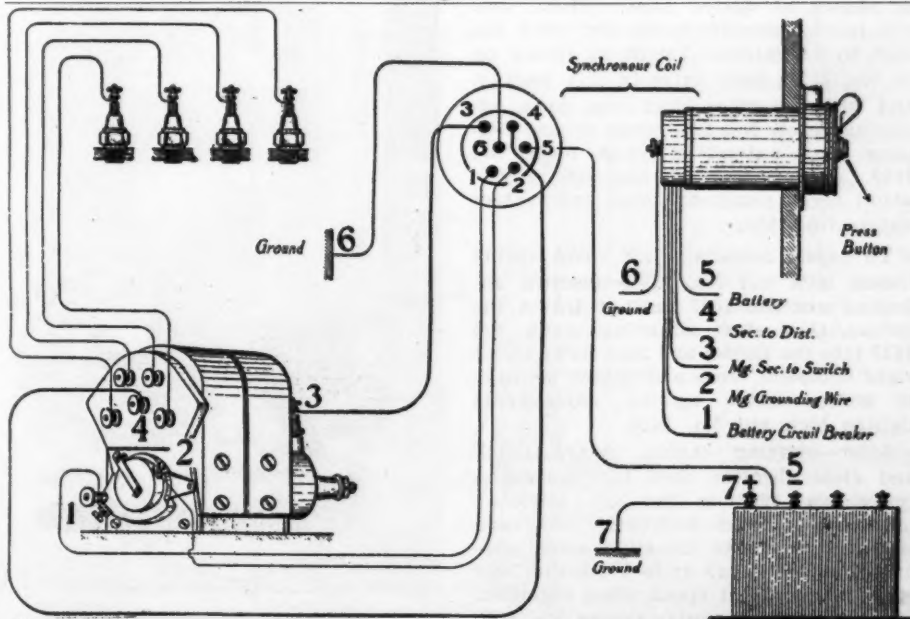 Synchronour Coil
3
4
6
5
1
2
Ground
6
Press
Button
6
Ground
5
Battery
4
Sec. to Dist.
3
Mg. Sec. to Switch
2
Mg. Grounding Wire
1
Battery Circuit Breaker
3
4
2
1
5
7+
7
Ground